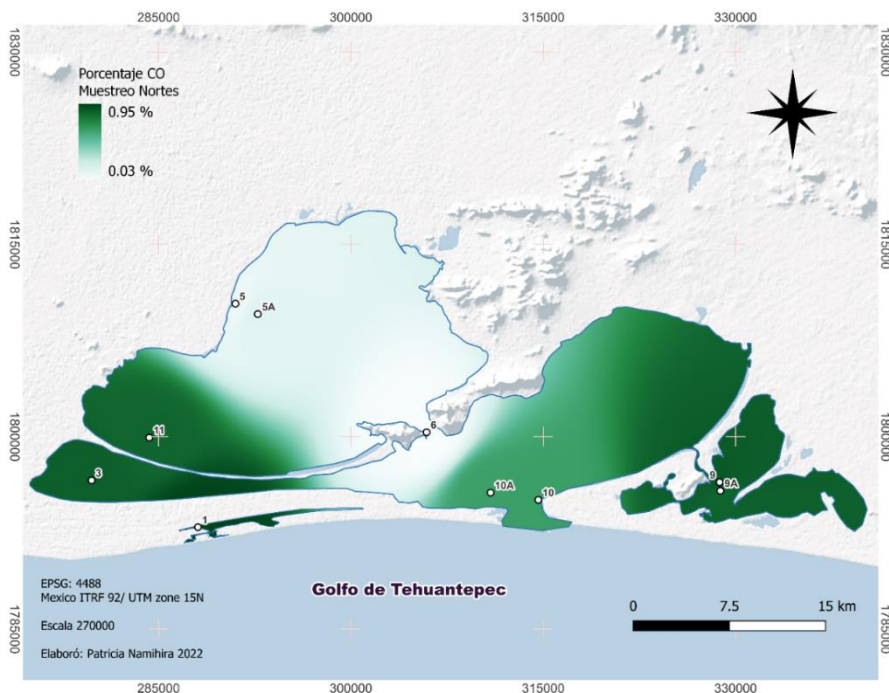 285000
300000
315000
330000
1830000
1830000
Porcentaje CO
Muestreo Nortes
0.95 %
0.03 %
1815000
1815000
5
5A
1800000
6
1800000
11
3
10A
10
9
9A
1
Golfo de Tehuantepec
EPSG: 4488
Mexico ITRF 92/ UTM zone 15N
Escala 270000
Elaboró: Patricia Namihira 2022
0
7.5
15 km
1785000
1785000
285000
300000
315000
330000